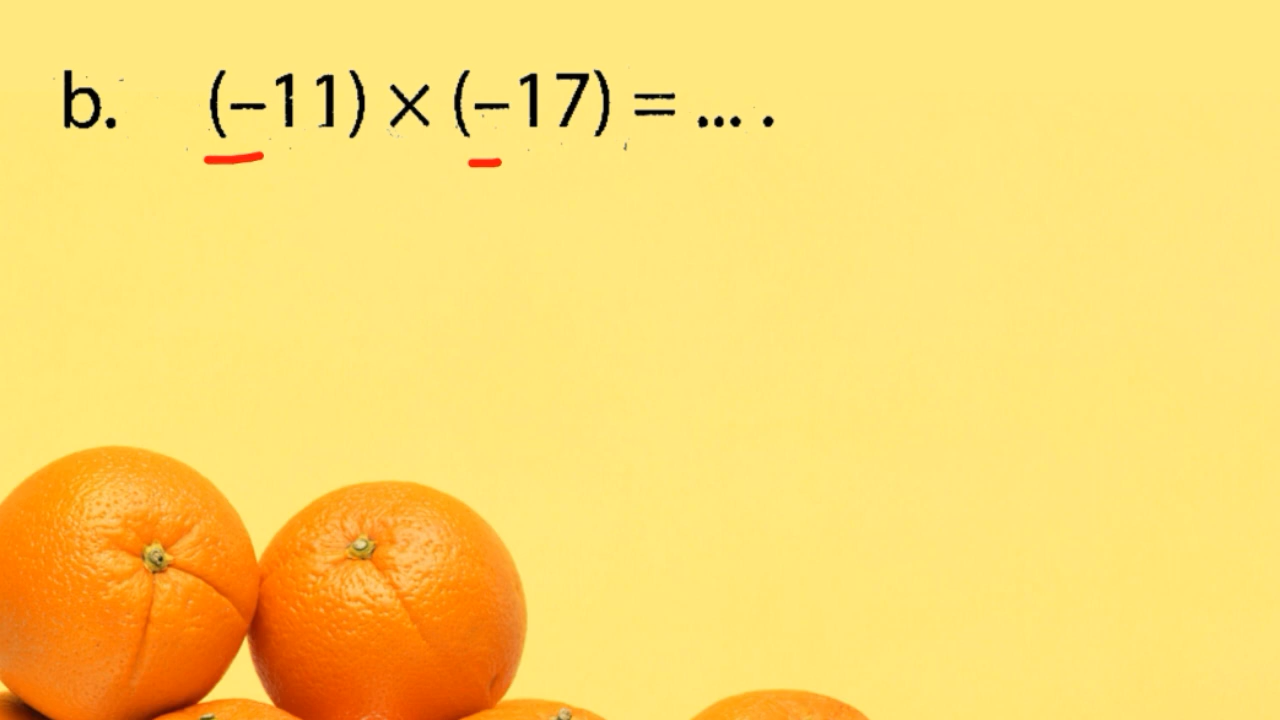 b. (–11) × (–17) = ... .